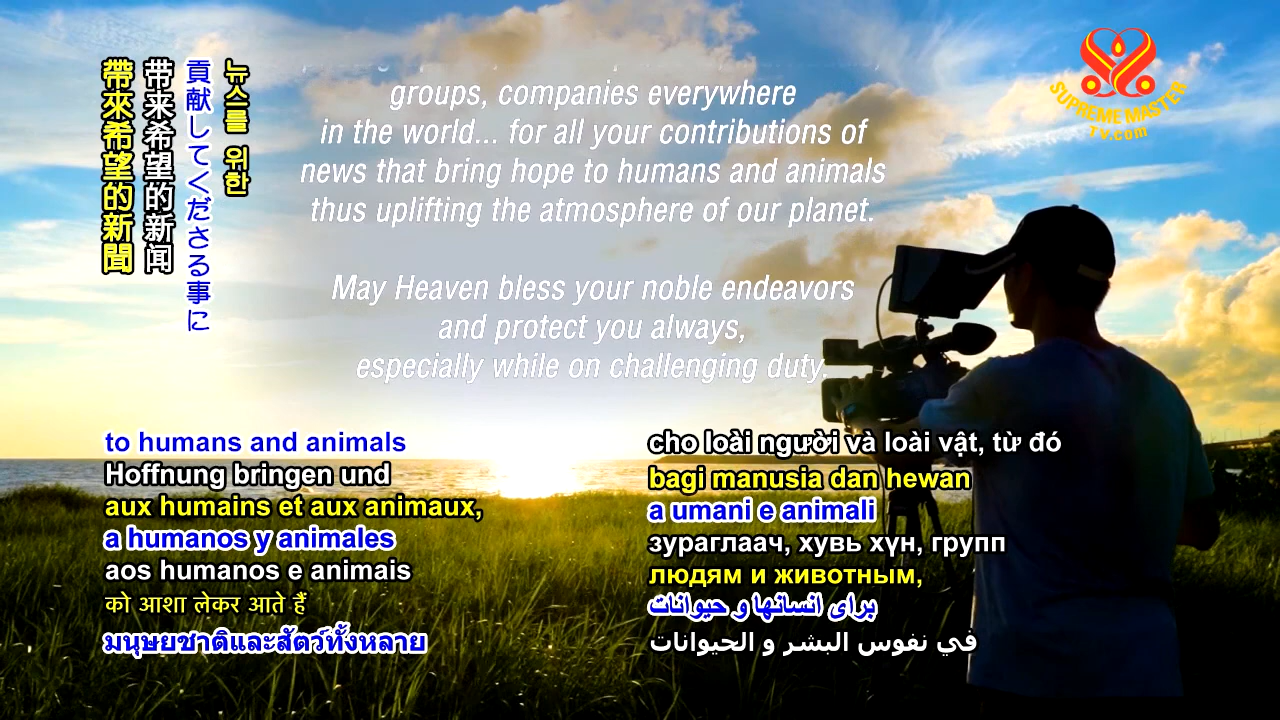 帶來希望的新聞
带来希望的新闻
貢献してくださる事に
뉴스를 위한
groups, companies everywhere
in the world... for all your contributions of
news that bring hope to humans and animals
thus uplifting the atmosphere of our planet.
May Heaven bless your noble endeavors
and protect you always,
especially while on challenging duty.
SUPREME MASTER
TV.com
to humans and animals
Hoffnung bringen und
aux humains et aux animaux,
a humanos y animales
aos humanos e animais
को आशा लेकर आते हैं
มนุษยชาติและสัตว์ทั้งหลาย
cho loài người và loài vật, từ đó
bagi manusia dan hewan
a umani e animali
зураглаач, хувь хүн, групп
людям и животным,
برای انسانها و حیوانات
في نفوس البشر و الحيوانات